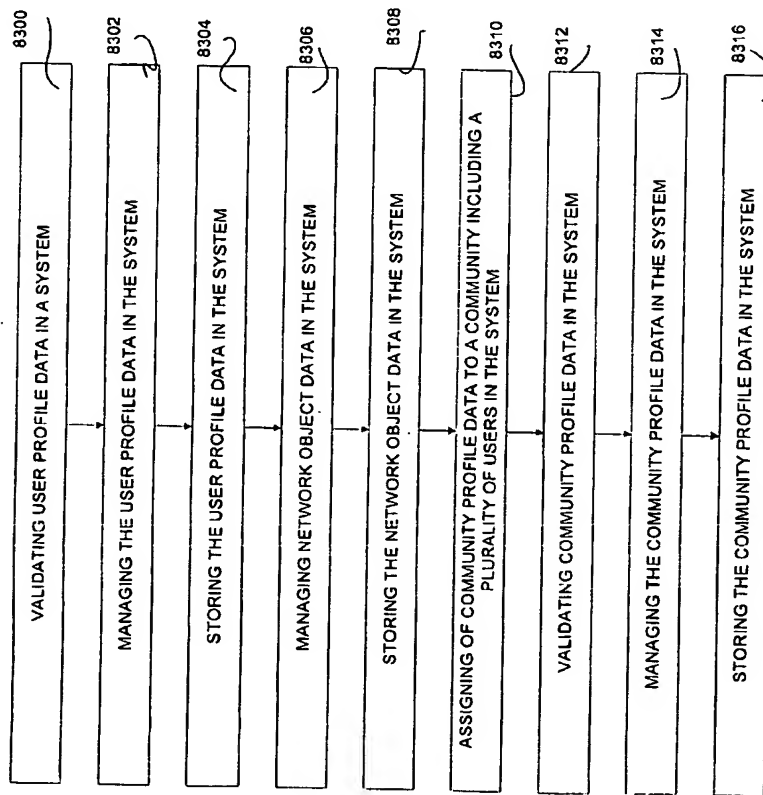 8300
VALIDATING USER PROFILE DATA IN A SYSTEM
8302
MANAGING THE USER PROFILE DATA IN THE SYSTEM
8304
STORING THE USER PROFILE DATA IN THE SYSTEM
8306
MANAGING NETWORK OBJECT DATA IN THE SYSTEM
8308
STORING THE NETWORK OBJECT DATA IN THE SYSTEM
8310
ASSIGNING OF COMMUNITY PROFILE DATA TO A COMMUNITY INCLUDING A
PLURALITY OF USERS IN THE SYSTEM
8312
VALIDATING COMMUNITY PROFILE DATA IN THE SYSTEM
8314
MANAGING THE COMMUNITY PROFILE DATA IN THE SYSTEM
8316
STORING THE COMMUNITY PROFILE DATA IN THE SYSTEM